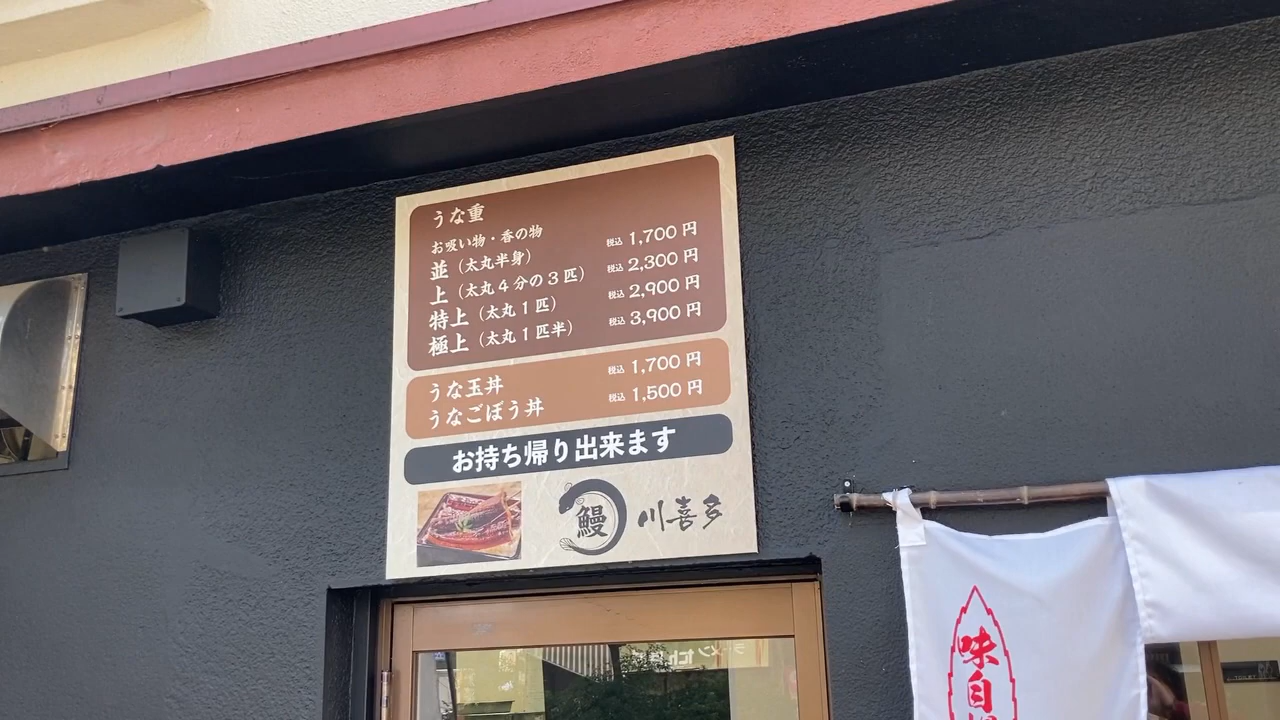 うな重
お吸い物・香の物
並（太丸半身） 税込 1,700 円
上（太丸4分の3匹） 税込 2,300 円
特上（太丸1匹） 税込 2,900 円
極上（太丸1匹半） 税込 3,900 円
うな玉丼 税込 1,700 円
うなごぼう丼 税込 1,500 円
お持ち帰り出来ます
鰻 川喜多
味自